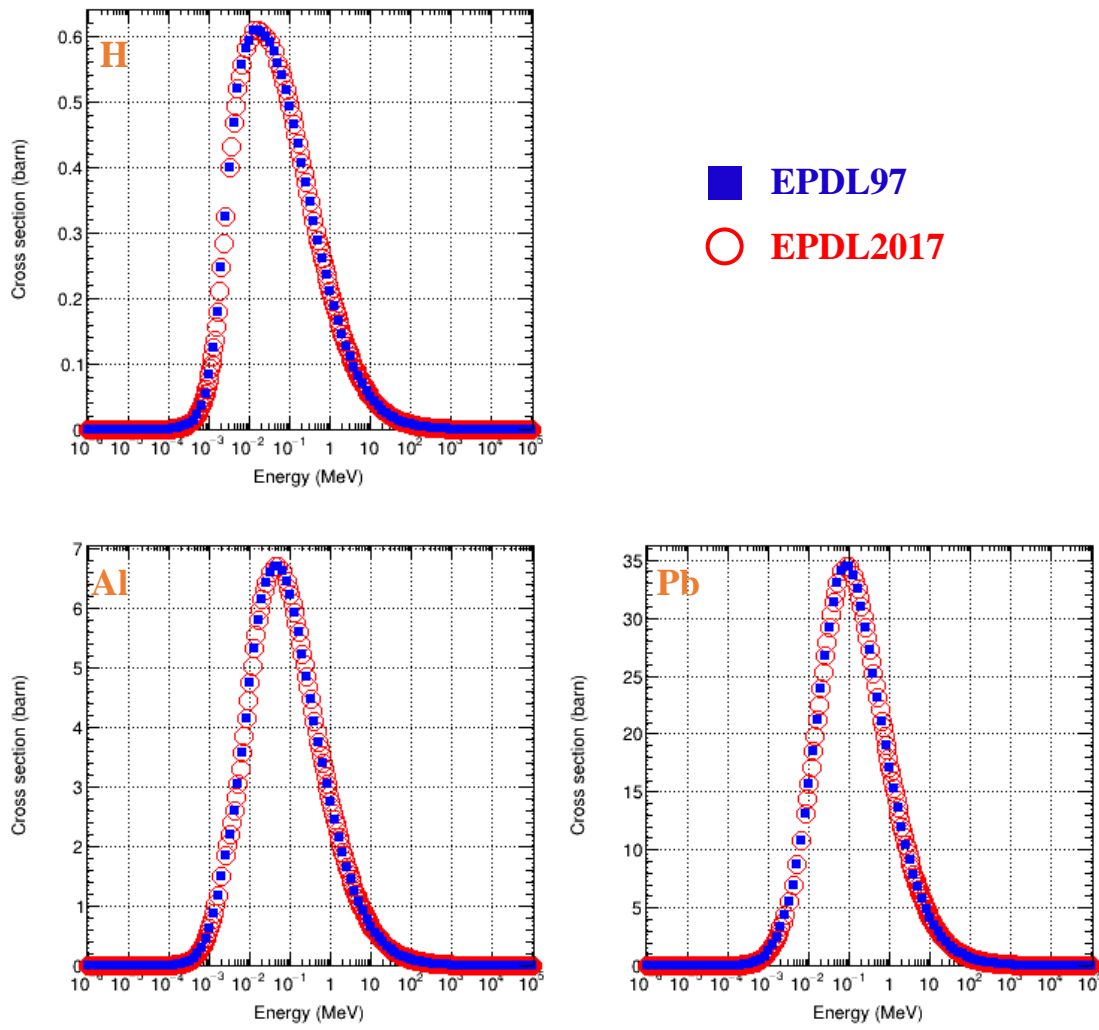 H
Cross section (barn)
0.6
0.5
0.4
0.3
0.2
0.1
0
10⁻⁶ 10⁻⁵ 10⁻⁴ 10⁻³ 10⁻² 10⁻¹ 1 10 10² 10³ 10⁴ 10⁵
Energy (MeV)
EPDL97
EPDL2017
Al
Cross section (barn)
7
6
5
4
3
2
1
0
10⁻⁶ 10⁻⁵ 10⁻⁴ 10⁻³ 10⁻² 10⁻¹ 1 10 10² 10³ 10⁴ 10⁵
Energy (MeV)
Pb
Cross section (barn)
35
30
25
20
15
10
5
0
10⁻⁶ 10⁻⁵ 10⁻⁴ 10⁻³ 10⁻² 10⁻¹ 1 10 10² 10³ 10⁴ 10⁵
Energy (MeV)